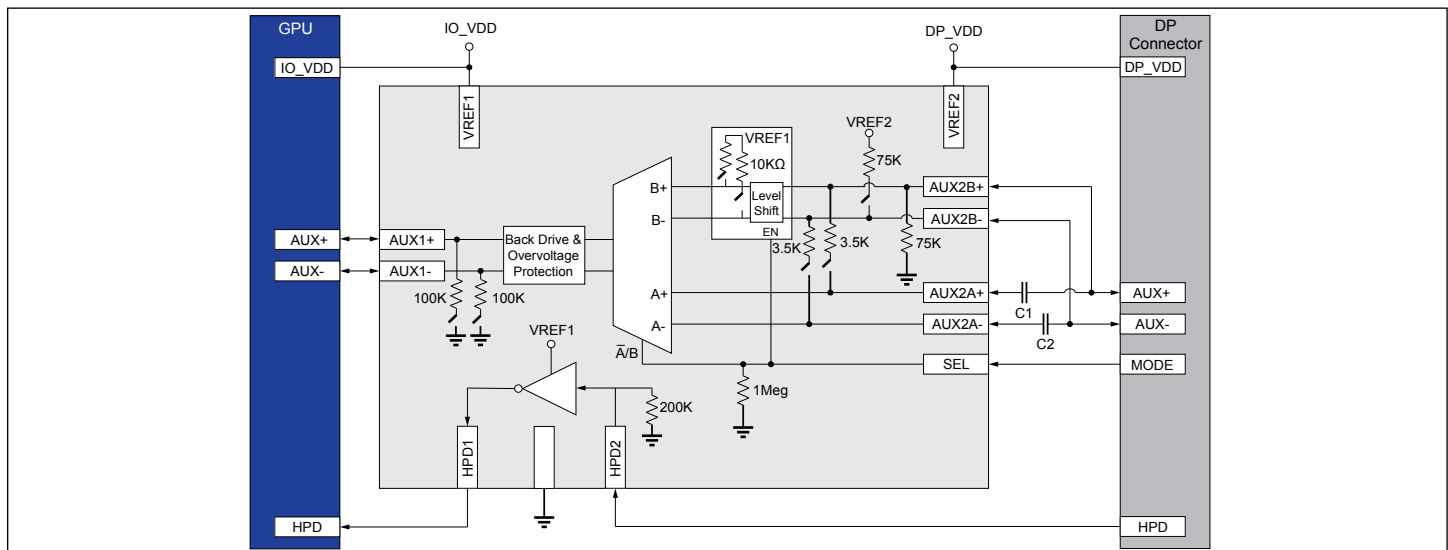 GPU
IO_VDD
DP_VDD
DP
Connector
IO_VDD
DP_VDD
VREF1
VREF2
VREF1
VREF2
10KΩ
75K
B+
Level
Shift
AUX2B+
B-
AUX2B-
EN
AUX+
AUX1+
Back Drive &
Overvoltage
Protection
3.5K
3.5K
75K
AUX-
AUX1-
100K
100K
A+
AUX2A+
C1
AUX+
A-
AUX2A-
C2
AUX-
VREF1
A̅/B
SEL
MODE
1Meg
200K
HPD1
HPD2
HPD
HPD